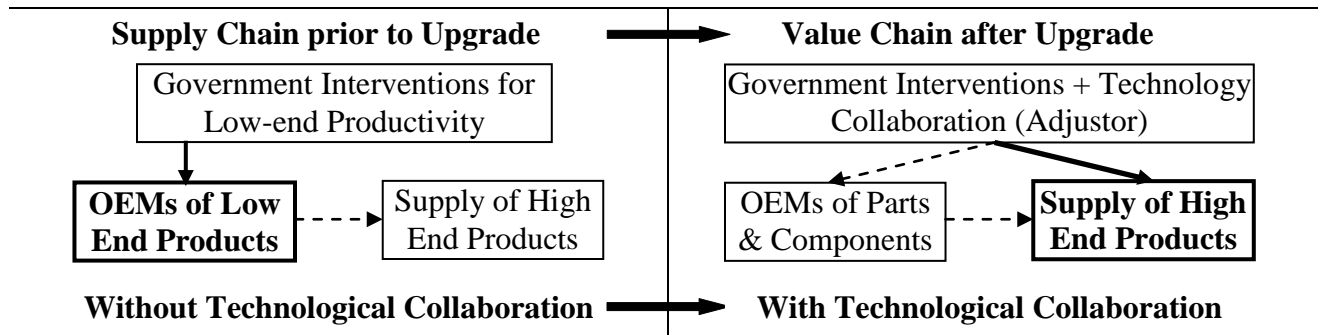 Supply Chain prior to Upgrade
Value Chain after Upgrade
Government Interventions for
Low-end Productivity
Government Interventions + Technology
Collaboration (Adjustor)
OEMs of Low
End Products
Supply of High
End Products
OEMs of Parts
& Components
Supply of High
End Products
Without Technological Collaboration
With Technological Collaboration